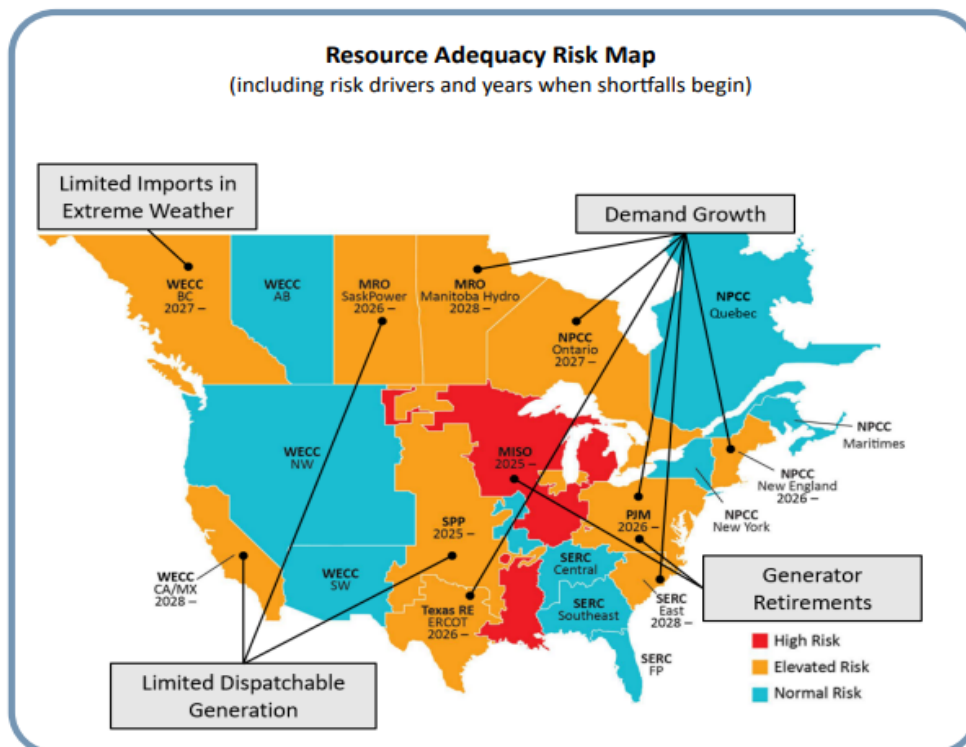 Resource Adequacy Risk Map
(including risk drivers and years when shortfalls begin)
Limited Imports in
Extreme Weather
Demand Growth
WECC
BC
2027 –
WECC
AB
MRO
SaskPower
2026 –
MRO
Manitoba Hydro
2028 –
NPCC
Ontario
2027 –
NPCC
Quebec
NPCC
Maritimes
NPCC
New England
2026 –
NPCC
New York
WECC
NW
MISO
2025 –
PJM
2026 –
SPP
2025 –
WECC
CA/MX
2028 –
WECC
SW
Texas RE
ERCOT
2026 –
SERC
Central
SERC
Southeast
SERC
East
2028 –
SERC
FP
Generator
Retirements
Limited Dispatchable
Generation
High Risk
Elevated Risk
Normal Risk